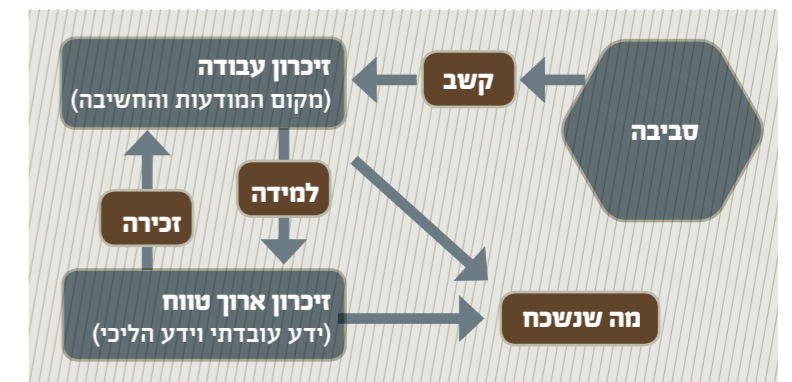 סביבה
קשב
זיכרון עבודה
(מקום המודעות והחשיבה)
למידה
זכירה
זיכרון ארוך טווח
(ידע עובדתי וידע הליכי)
מה שנשכח